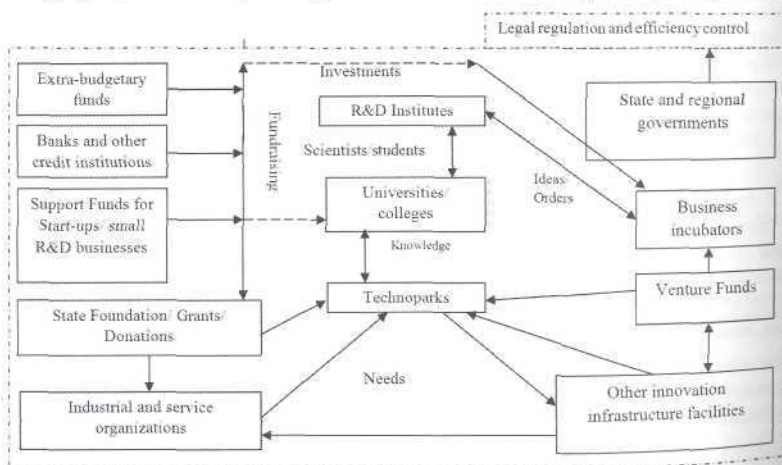 Legal regulation and efficiency control
Extra-budgetary
funds
Investments
State and regional
governments
R&D Institutes
Banks and other
credit institutions
Fundraising
Scientists/students
Support Funds for
Start-ups/ small
R&D businesses
Universities/
colleges
Ideas
Orders
Business
incubators
Knowledge
State Foundation/ Grants/
Donations
Technoparks
Venture Funds
Needs
Industrial and service
organizations
Other innovation
infrastructure facilities